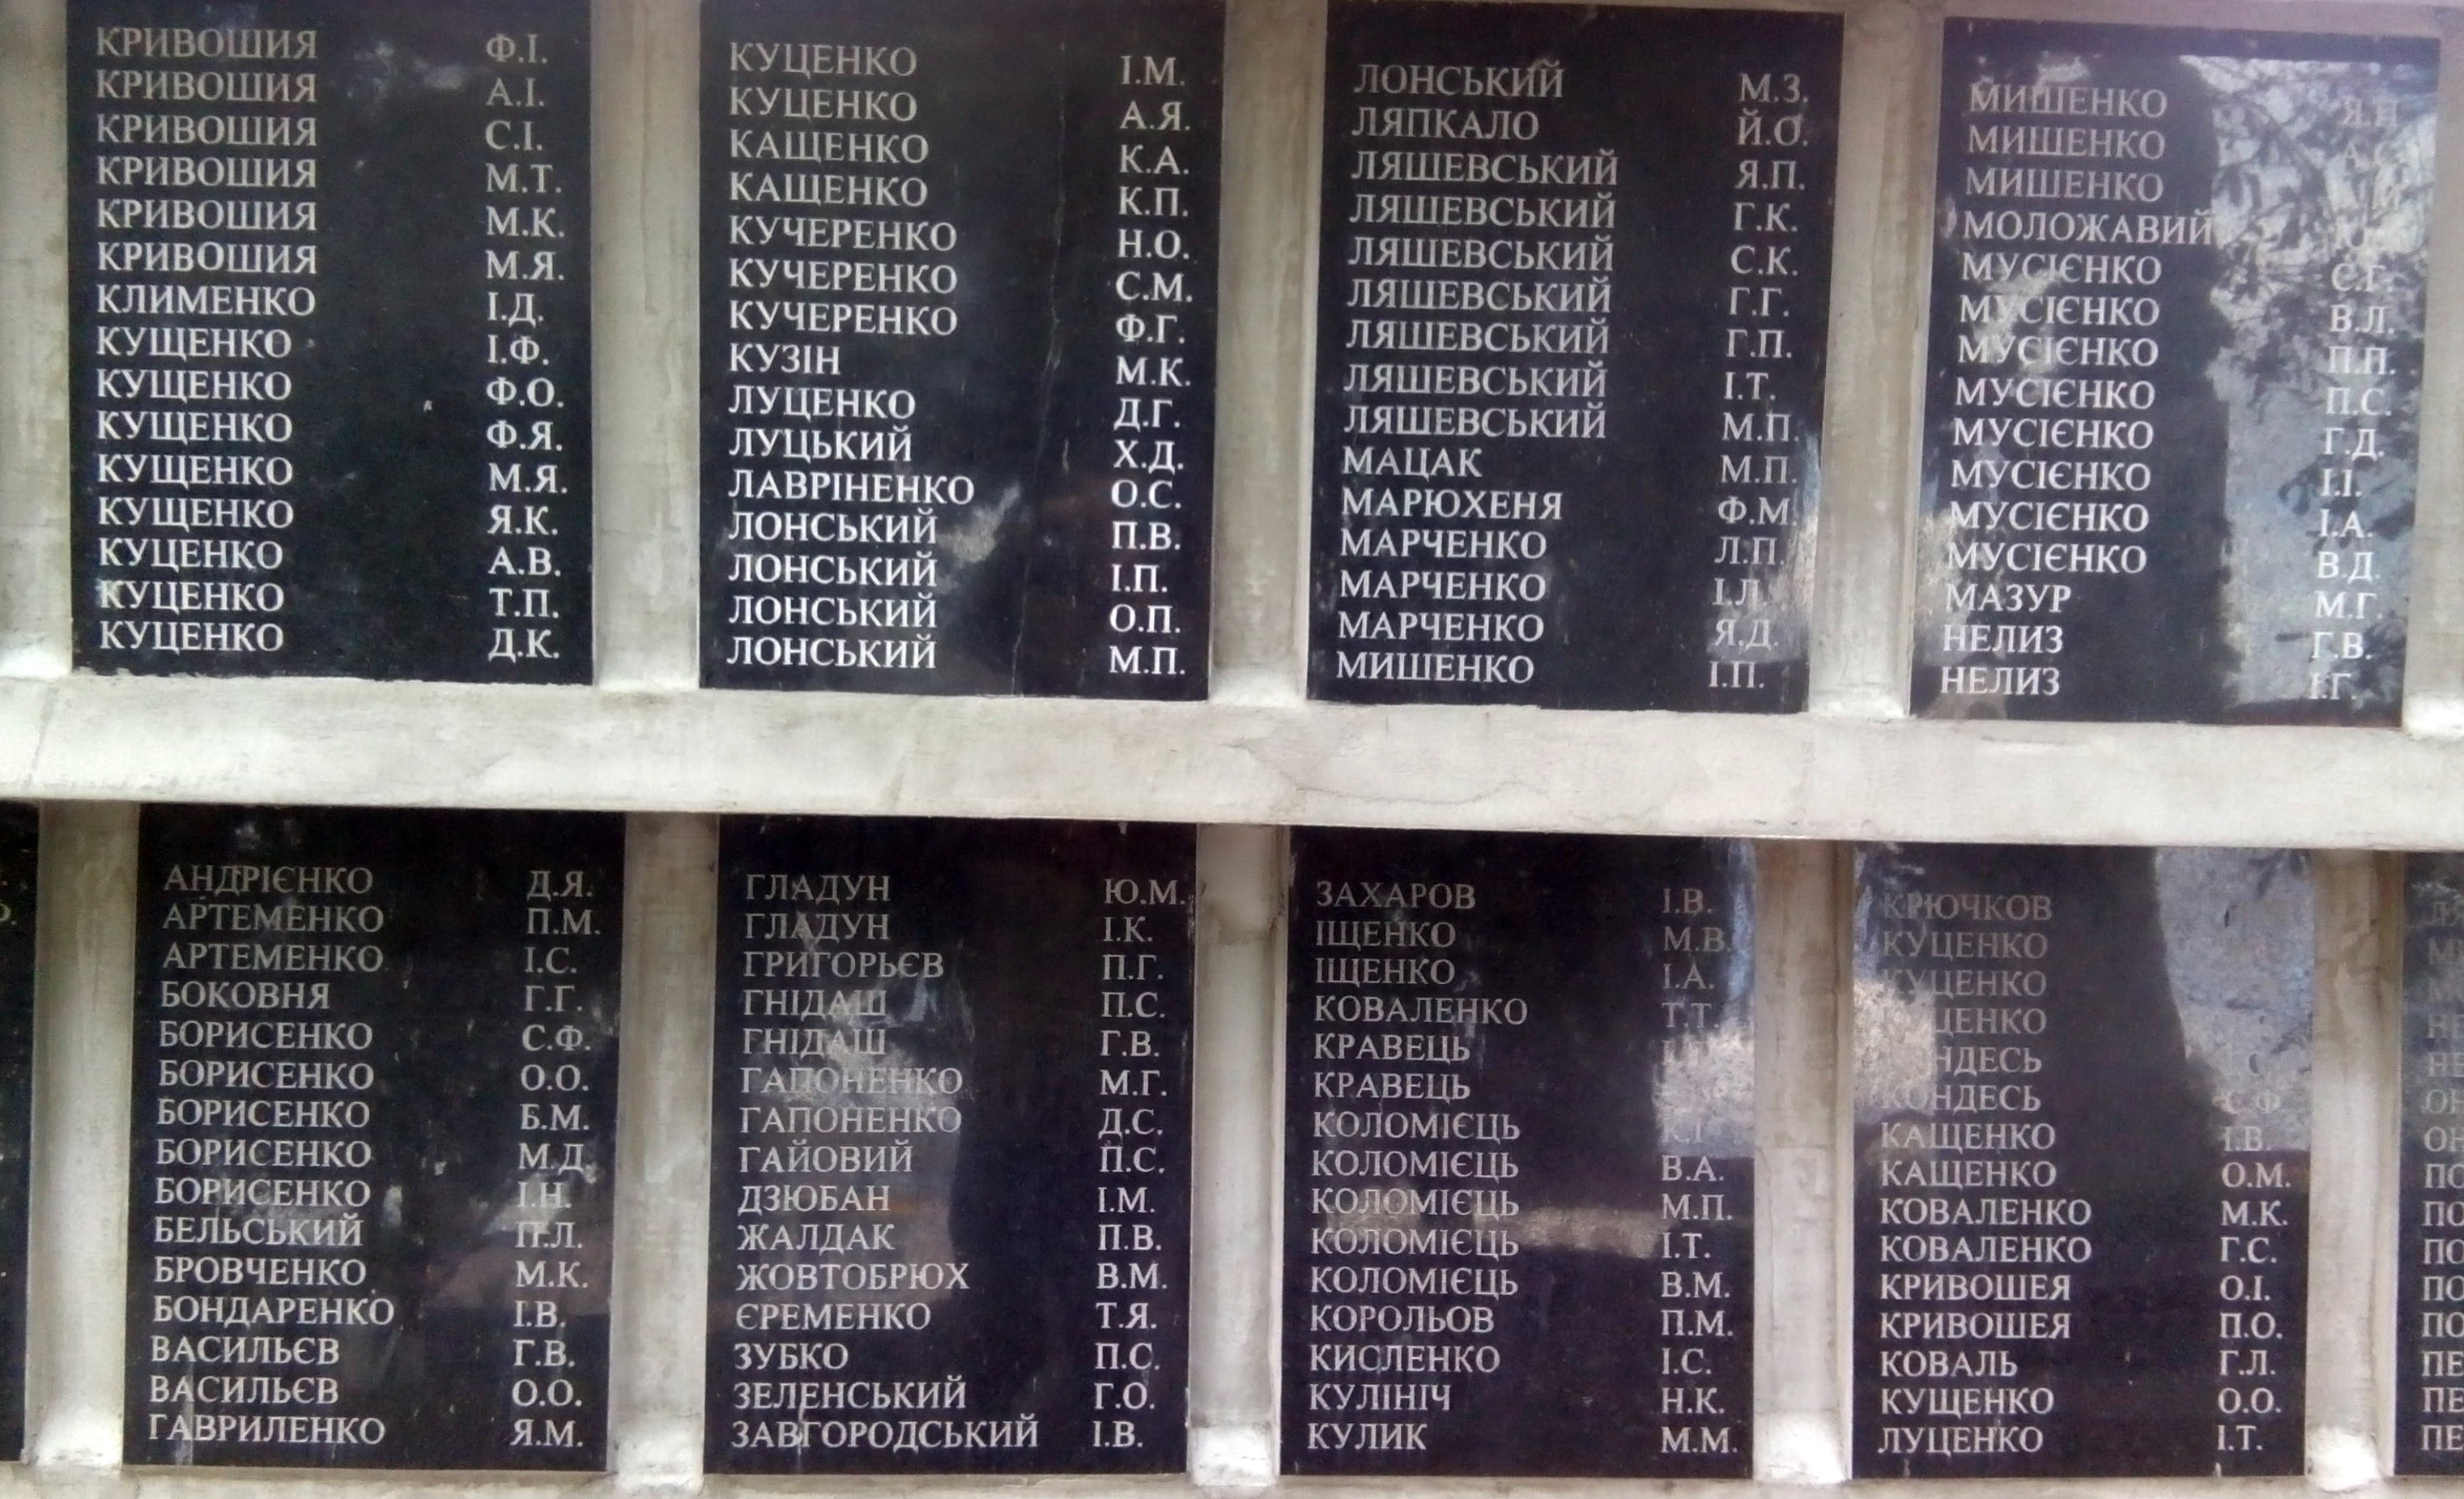 КРИВОШИЯ Ф.І.
КРИВОШИЯ А.І.
КРИВОШИЯ С.І.
КРИВОШИЯ М.Т.
КРИВОШИЯ М.К.
КРИВОШИЯ М.Я.
КЛИМЕНКО І.Д.
КУЩЕНКО І.Ф.
КУЩЕНКО Ф.О.
КУЩЕНКО Ф.Я.
КУЩЕНКО М.Я.
КУЩЕНКО Я.К.
КУЦЕНКО А.В.
КУЦЕНКО Т.П.
КУЦЕНКО Д.К.
КУЦЕНКО І.М.
КУЦЕНКО А.Я.
КАЩЕНКО К.А.
КАЩЕНКО К.П.
КУЧЕРЕНКО Н.О.
КУЧЕРЕНКО С.М.
КУЧЕРЕНКО Ф.Г.
КУЗІН М.К.
ЛУЦЕНКО Д.Г.
ЛУЦЬКИЙ Х.Д.
ЛАВРІНЕНКО О.С.
ЛОНСЬКИЙ П.В.
ЛОНСЬКИЙ І.П.
ЛОНСЬКИЙ О.П.
ЛОНСЬКИЙ М.П.
ЛОНСЬКИЙ М.З.
ЛЯПКАЛО Й.О.
ЛЯШЕВСЬКИЙ Я.П.
ЛЯШЕВСЬКИЙ Г.К.
ЛЯШЕВСЬКИЙ С.К.
ЛЯШЕВСЬКИЙ Г.Г.
ЛЯШЕВСЬКИЙ Г.П.
ЛЯШЕВСЬКИЙ І.Т.
ЛЯШЕВСЬКИЙ М.П.
МАЦАК М.П.
МАРЮХЕНЯ Ф.М.
МАРЧЕНКО Л.П.
МАРЧЕНКО І.Л.
МАРЧЕНКО Я.Д.
МИШЕНКО І.П.
МИШЕНКО
МИШЕНКО
МИШЕНКО
МОЛОЖАВИЙ
МУСІЄНКО С.Г.
МУСІЄНКО В.Л.
МУСІЄНКО П.П.
МУСІЄНКО П.С.
МУСІЄНКО Г.Д.
МУСІЄНКО І.І.
МУСІЄНКО І.А.
МУСІЄНКО В.Д.
МАЗУР М.Г.
НЕЛИЗ Г.В.
НЕЛИЗ І.Г.
АНДРІЄНКО Д.Я.
АРТЕМЕНКО П.М.
АРТЕМЕНКО І.С.
БОКОВНЯ Г.Г.
БОРИСЕНКО С.Ф.
БОРИСЕНКО О.О.
БОРИСЕНКО Б.М.
БОРИСЕНКО М.Д.
БОРИСЕНКО І.Н.
БЕЛЬСЬКИЙ П.Л.
БРОВЧЕНКО М.К.
БОНДАРЕНКО І.В.
ВАСИЛЬЄВ Г.В.
ВАСИЛЬЄВ О.О.
ГАВРИЛЕНКО Я.М.
ГЛАДУН Ю.М.
ГЛАДУН І.К.
ГРИГОРЬЄВ П.Г.
ГНІДАШ П.С.
ГНІДАШ Г.В.
ГАПОНЕНКО М.Г.
ГАПОНЕНКО Д.С.
ГАЙОВИЙ П.С.
ДЗЮБАН І.М.
ЖАЛДАК П.В.
ЖОВТОБРЮХ В.М.
ЄРЕМЕНКО Т.Я.
ЗУБКО П.С.
ЗЕЛЕНСЬКИЙ Г.О.
ЗАВГОРОДСЬКИЙ І.В.
ЗАХАРОВ І.В.
ІЩЕНКО М.В.
ІЩЕНКО І.А.
КОВАЛЕНКО Т.Т.
КРАВЕЦЬ
КРАВЕЦЬ
КОЛОМІЄЦЬ
КОЛОМІЄЦЬ В.А.
КОЛОМІЄЦЬ М.П.
КОЛОМІЄЦЬ І.Т.
КОЛОМІЄЦЬ В.М.
КОРОЛЬОВ П.М.
КИСЛЕНКО І.С.
КУЛІНІЧ Н.К.
КУЛИК М.М.
КРЮЧКОВ
КУЦЕНКО
КУЦЕНКО
КУЦЕНКО
КОНДЕСЬ
КОНДЕСЬ С.Ф.
КАЩЕНКО І.В.
КАЩЕНКО О.М.
КОВАЛЕНКО М.К.
КОВАЛЕНКО Г.С.
КРИВОШЕЯ О.І.
КРИВОШЕЯ П.О.
КОВАЛЬ Г.Л.
КУЩЕНКО О.О.
ЛУЦЕНКО І.Т.